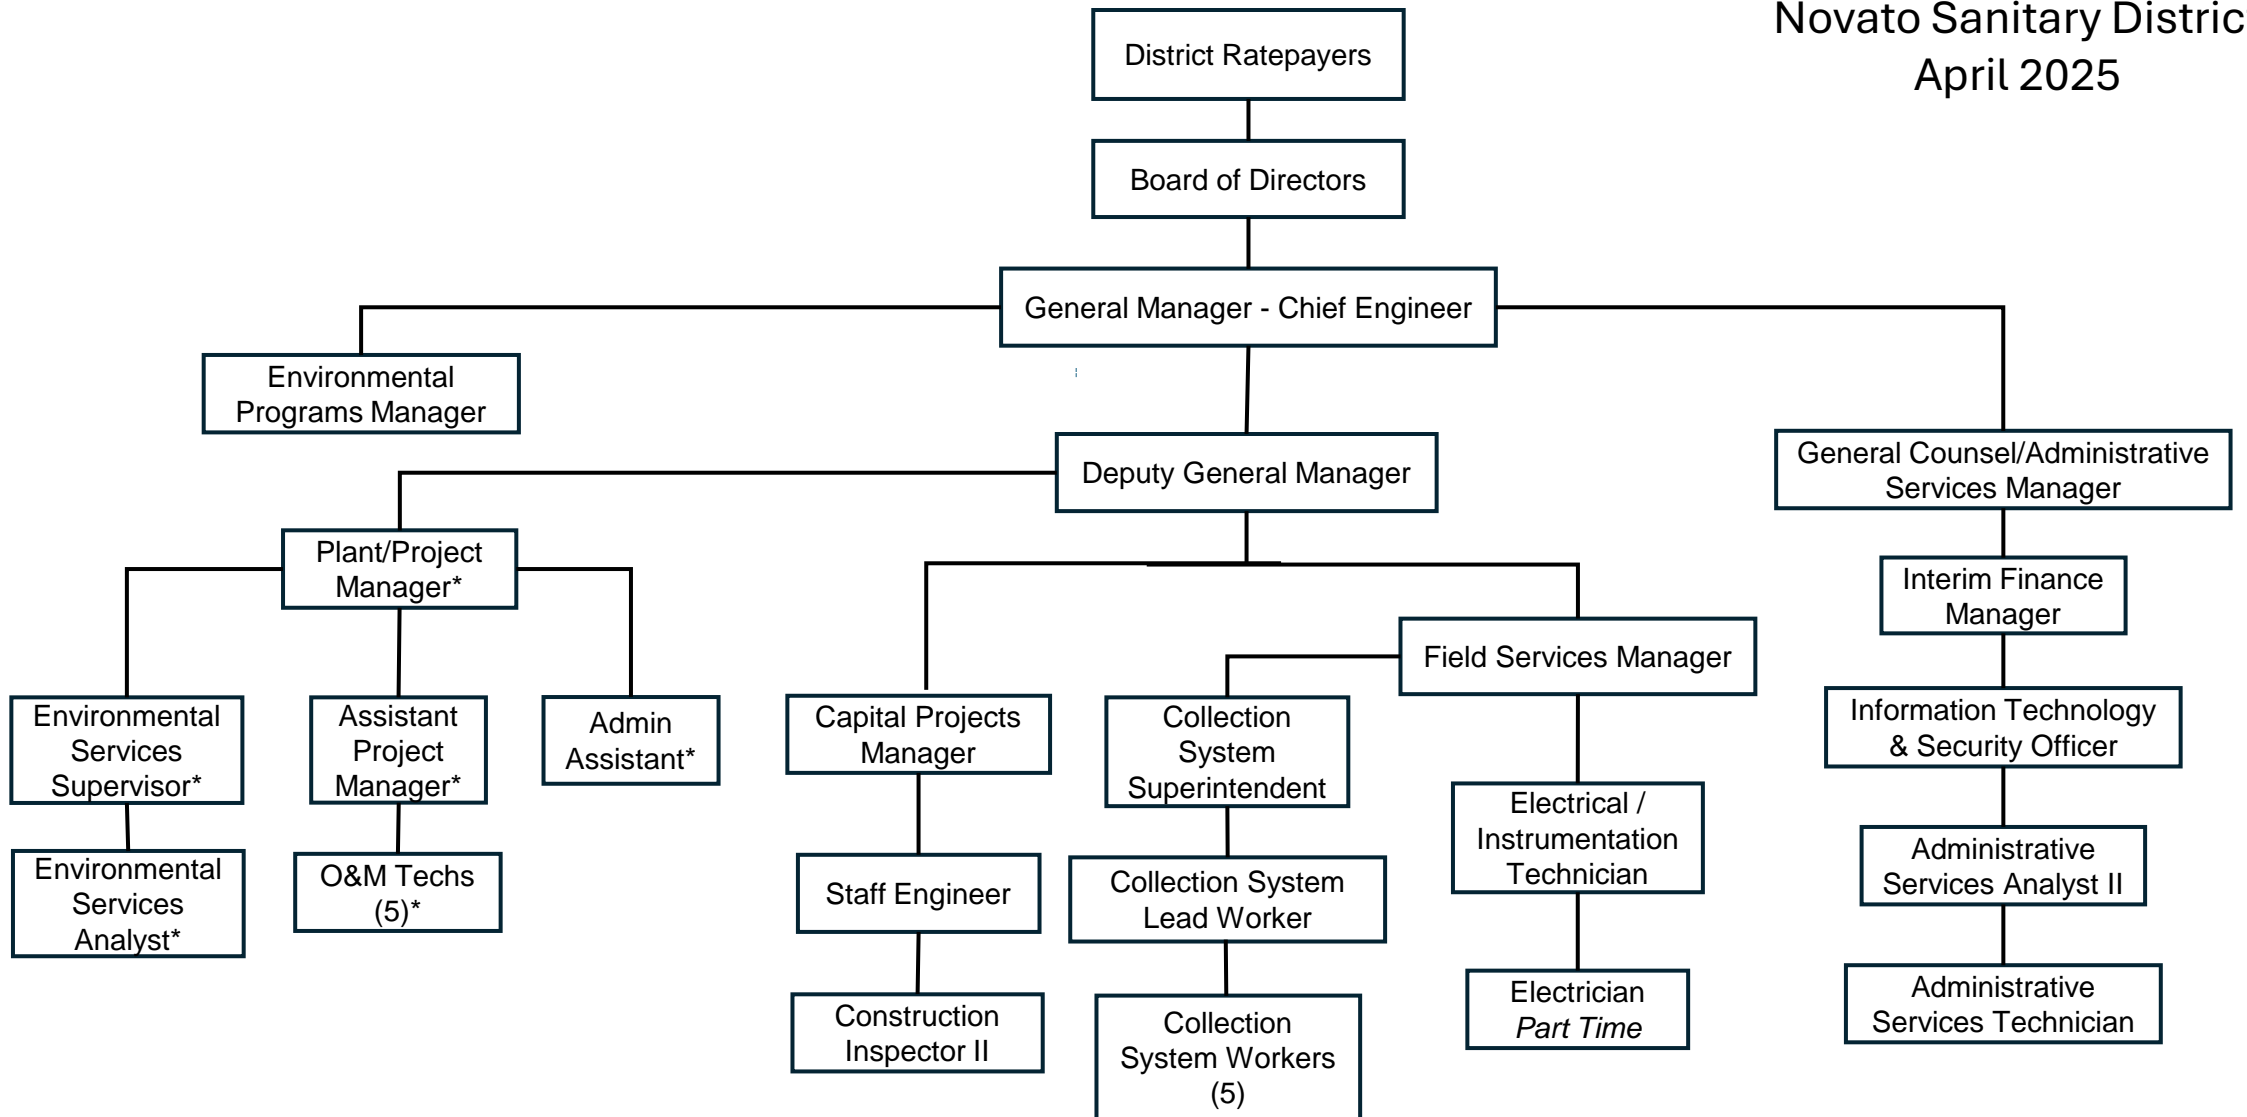 Novato Sanitary Distric
April 2025
District Ratepayers
Board of Directors
General Manager - Chief Engineer
Environmental
Programs Manager
Deputy General Manager
General Counsel/Administrative
Services Manager
Plant/Project
Manager*
Interim Finance
Manager
Field Services Manager
Environmental
Services
Supervisor*
Assistant
Project
Manager*
Admin
Assistant*
Capital Projects
Manager
Collection
System
Superintendent
Information Technology
& Security Officer
Electrical /
Instrumentation
Technician
Environmental
Services
Analyst*
O&M Techs
(5)*
Staff Engineer
Collection System
Lead Worker
Administrative
Services Analyst II
Construction
Inspector II
Collection
System Workers
(5)
Electrician
Part Time
Administrative
Services Technician